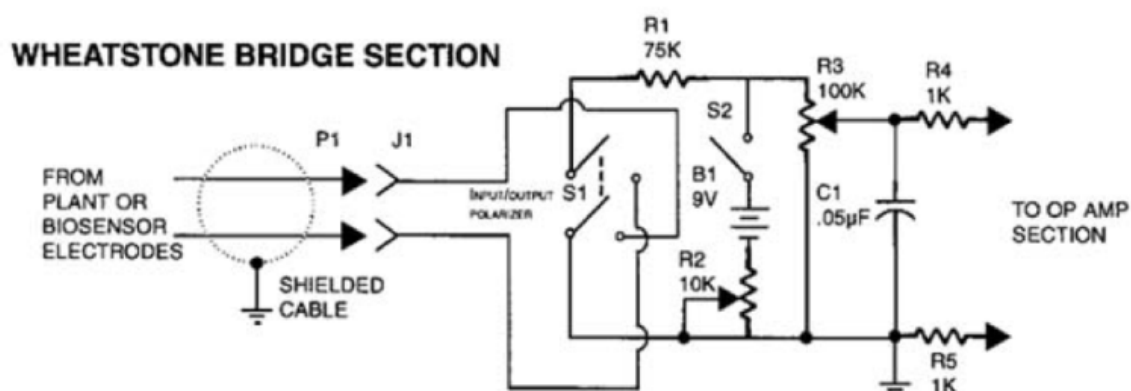 WHEATSTONE BRIDGE SECTION
R1
75K
R3
100K
R4
1K
S2
P1
J1
FROM
PLANT OR
BIOSENSOR
ELECTRODES
S1
INPUT/OUTPUT
POLARIZER
B1
9V
C1
.05µF
TO OP AMP
SECTION
R2
10K
SHIELDED
CABLE
R5
1K